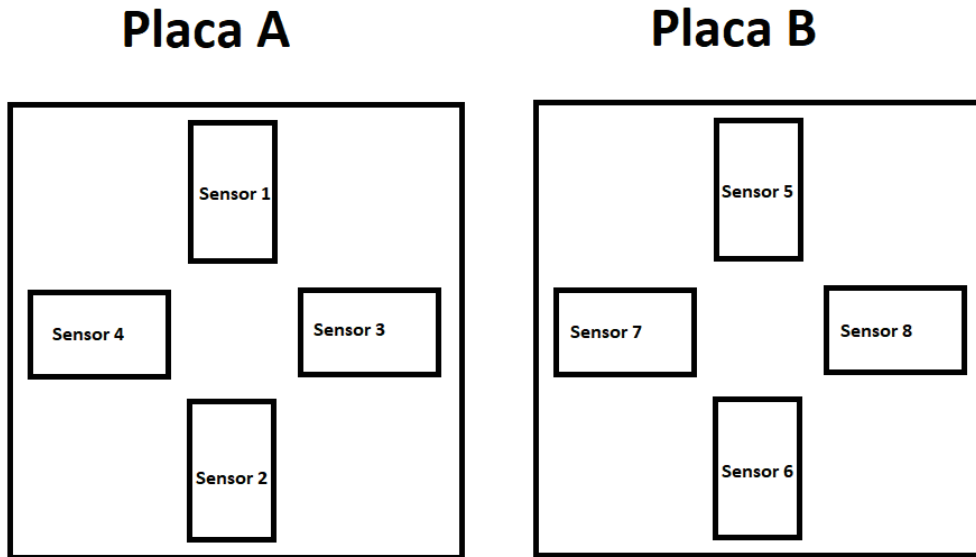 Placa A
Sensor 1
Sensor 4
Sensor 3
Sensor 2
Placa B
Sensor 5
Sensor 7
Sensor 8
Sensor 6